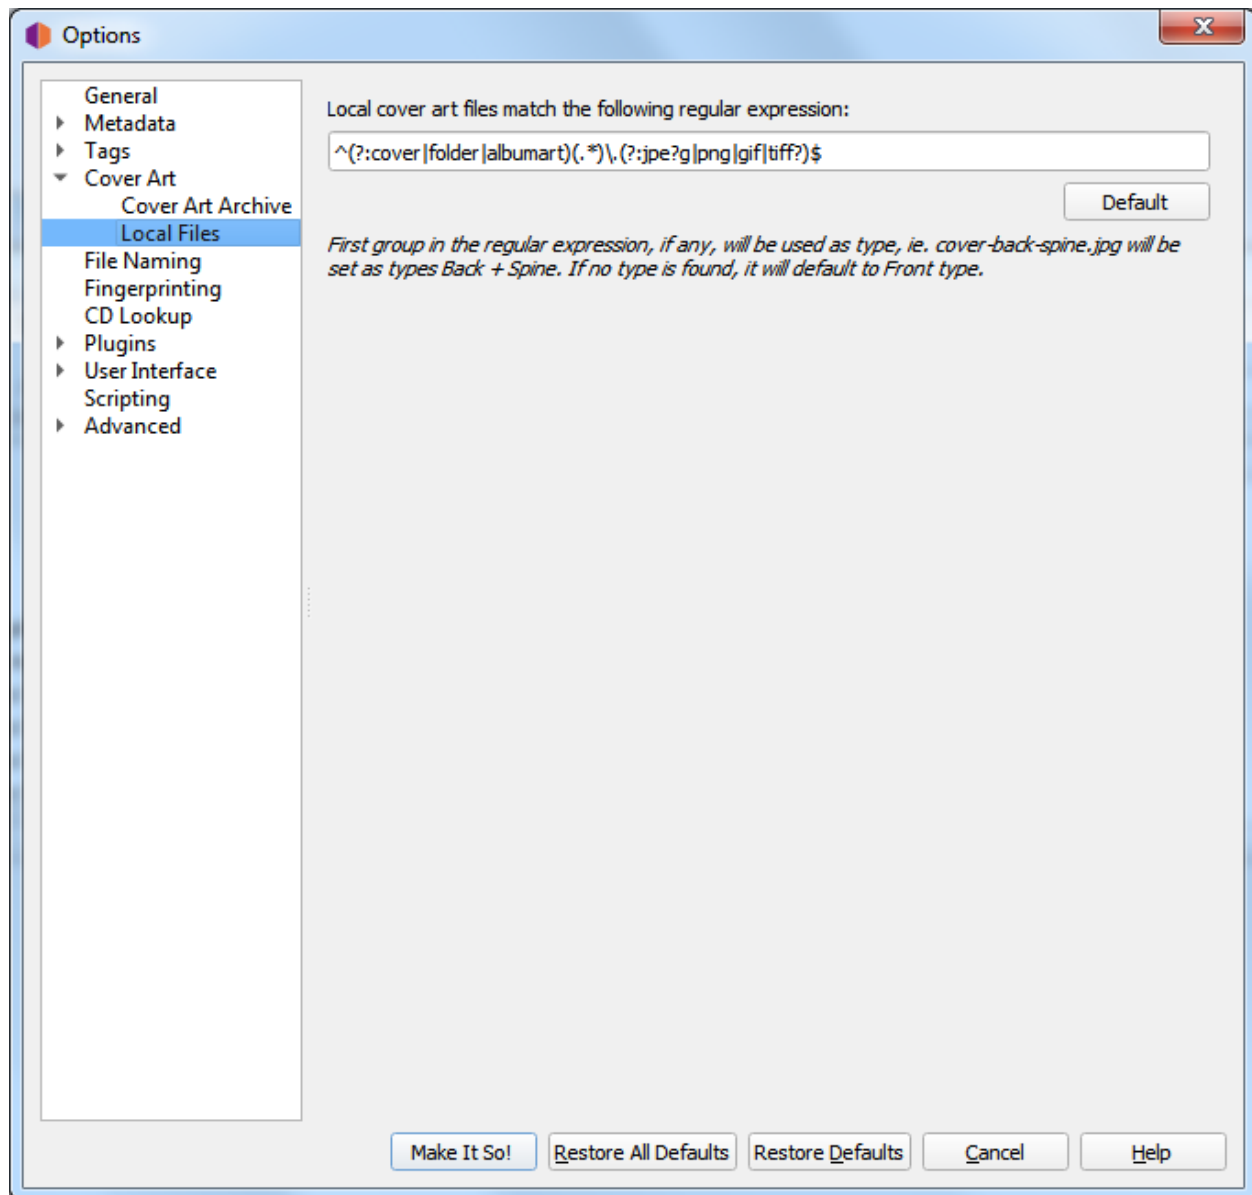 Options
General
Metadata
Tags
Cover Art
Cover Art Archive
Local Files
File Naming
Fingerprinting
CD Lookup
Plugins
User Interface
Scripting
Advanced
Local cover art files match the following regular expression:
^(?:cover|folder|albumart)(.*)\.(?:jpe?g|png|gif|tiff?)$
Default
First group in the regular expression, if any, will be used as type, ie. cover-back-spine.jpg will be
set as types Back + Spine. If no type is found, it will default to Front type.
Make It So!
Restore All Defaults
Restore Defaults
Cancel
Help